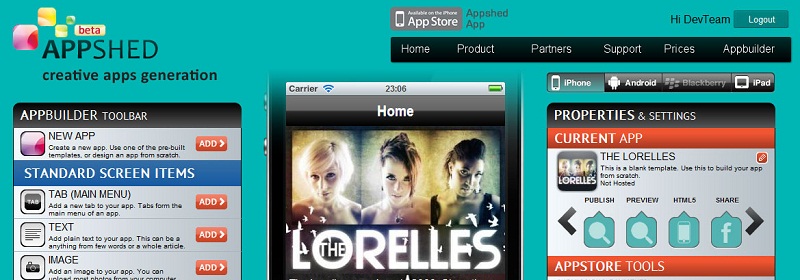 beta
APPSHED
creative apps generation
Available on the iPhone
App Store
Appshed
App
Hi DevTeam
Logout
Home
Product
Partners
Support
Prices
Appbuilder
iPhone
Android
Blackberry
iPad
APPBUILDER TOOLBAR
NEW APP
Create a new app. Use one of the pre-built
templates, or design an app from scratch.
ADD
STANDARD SCREEN ITEMS
TAB
TAB (MAIN MENU)
Add a new tab to your app. Tabs form the
main menu of an app.
ADD
TEXT
Add plain text to your app. This can be a
anything from few words or a whole article.
ADD
IMAGE
Add an image to your app. You can
upload most photos from your computer
ADD
Carrier
23:06
Home
THE
LORELLES
PROPERTIES & SETTINGS
CURRENT APP
LORELLES
THE LORELLES
This is a blank template. Use this to build your app
from scratch.
Not Hosted
PUBLISH
PREVIEW
HTML5
SHARE
APPSTORE TOOLS